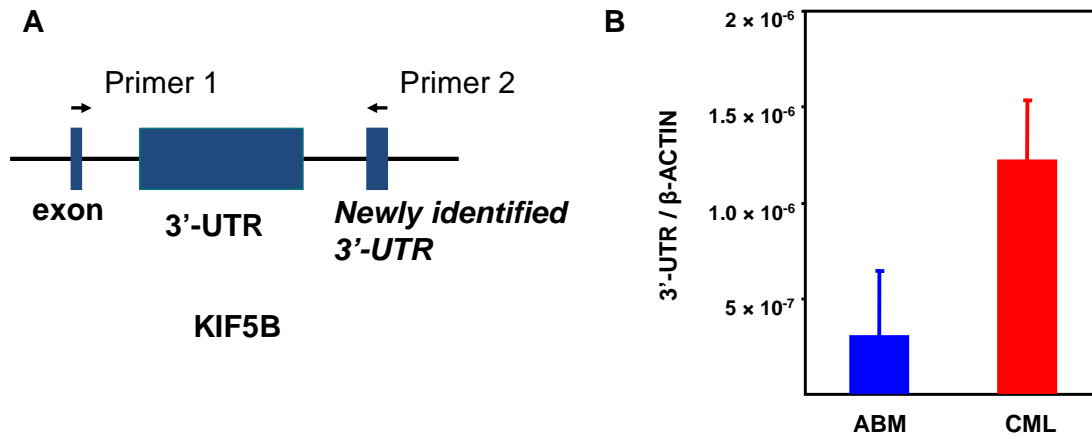 A
Primer 1
Primer 2
exon
3’-UTR
Newly identified
3’-UTR
KIF5B
B
3’-UTR / β-ACTIN
2 × 10⁻⁶
1.5 × 10⁻⁶
1.0 × 10⁻⁶
5 × 10⁻⁷
ABM
CML